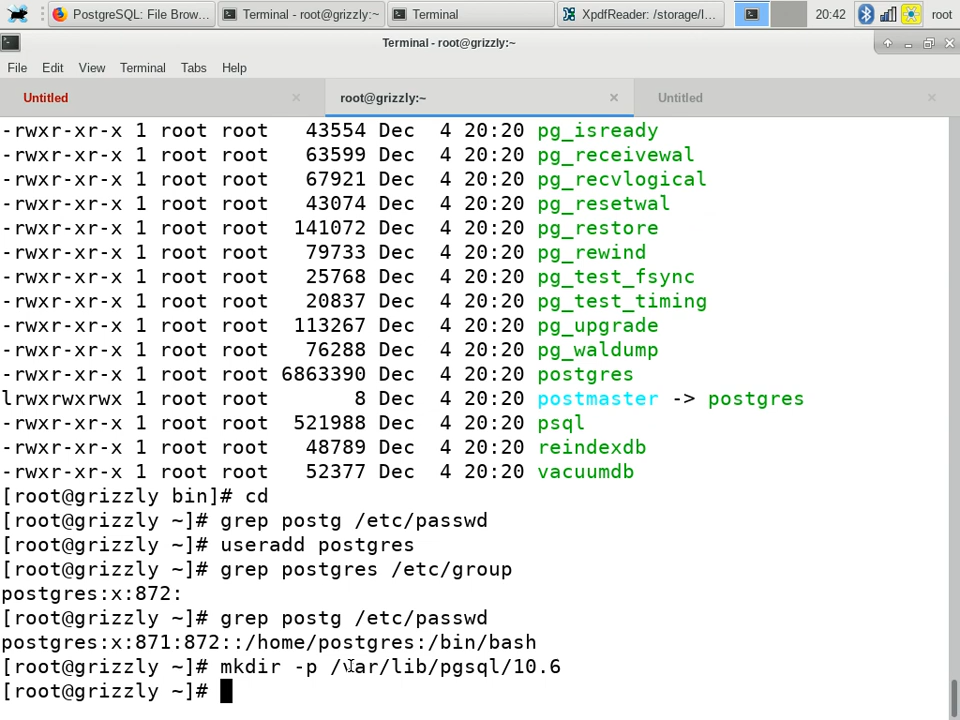 PostgreSQL: File Brow...
Terminal - root@grizzly:~
Terminal
XpdfReader: /storage/l...
20:42
root
Terminal - root@grizzly:~
File Edit View Terminal Tabs Help
Untitled
root@grizzly:~
Untitled
-rwxr-xr-x 1 root root 43554 Dec 4 20:20 pg_isready
-rwxr-xr-x 1 root root 63599 Dec 4 20:20 pg_receivewal
-rwxr-xr-x 1 root root 67921 Dec 4 20:20 pg_recvlogical
-rwxr-xr-x 1 root root 43074 Dec 4 20:20 pg_resetwal
-rwxr-xr-x 1 root root 141072 Dec 4 20:20 pg_restore
-rwxr-xr-x 1 root root 79733 Dec 4 20:20 pg_rewind
-rwxr-xr-x 1 root root 25768 Dec 4 20:20 pg_test_fsync
-rwxr-xr-x 1 root root 20837 Dec 4 20:20 pg_test_timing
-rwxr-xr-x 1 root root 113267 Dec 4 20:20 pg_upgrade
-rwxr-xr-x 1 root root 76288 Dec 4 20:20 pg_waldump
-rwxr-xr-x 1 root root 6863390 Dec 4 20:20 postgres
lrwxrwxrwx 1 root root 8 Dec 4 20:20 postmaster -> postgres
-rwxr-xr-x 1 root root 521988 Dec 4 20:20 psql
-rwxr-xr-x 1 root root 48789 Dec 4 20:20 reindexdb
-rwxr-xr-x 1 root root 52377 Dec 4 20:20 vacuumdb
[root@grizzly bin]# cd
[root@grizzly ~]# grep postg /etc/passwd
[root@grizzly ~]# useradd postgres
[root@grizzly ~]# grep postgres /etc/group
postgres:x:872:
[root@grizzly ~]# grep postg /etc/passwd
postgres:x:871:872::/home/postgres:/bin/bash
[root@grizzly ~]# mkdir -p /var/lib/pgsql/10.6
[root@grizzly ~]#